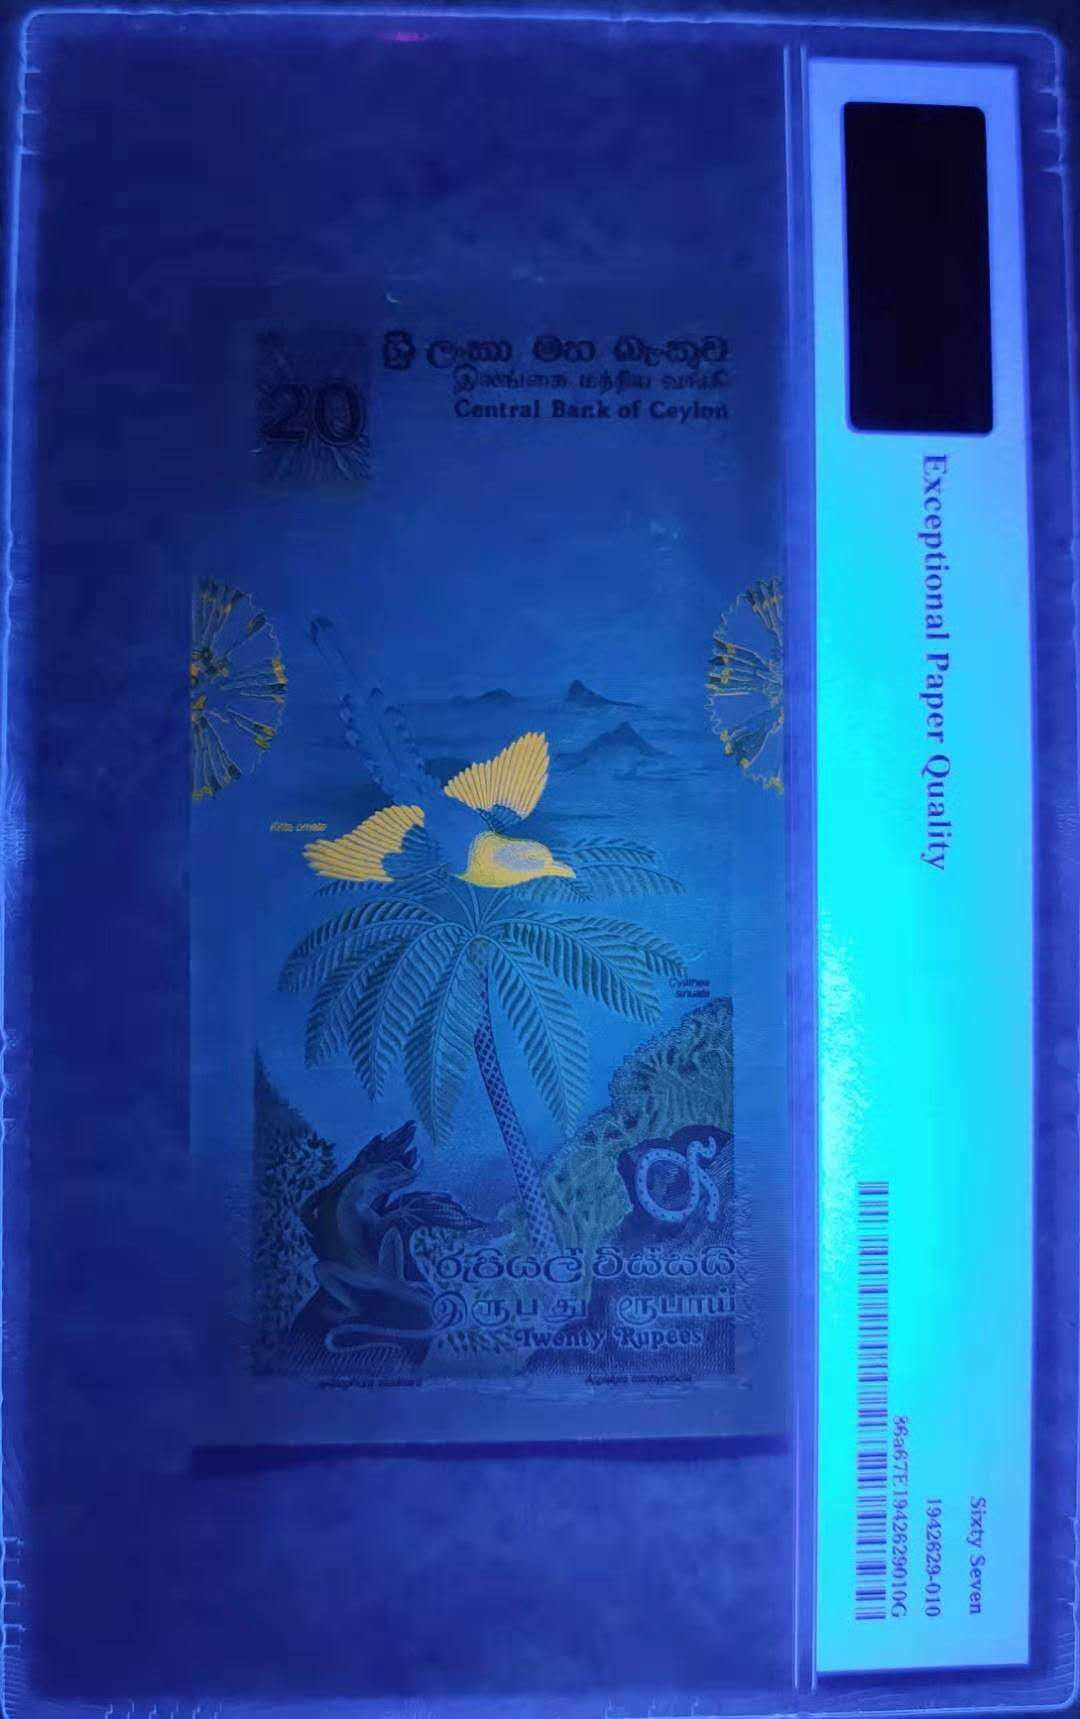 20
ශ්‍රී ලංකා මහ බැංකුව
இலங்கை மத்திய வங்கி
Central Bank of Ceylon
Kitta ornata
Cyathea
sinuata
රුපියල් විස්සයි
இருபது ரூபாய்
Twenty Rupees
Exceptional Paper Quality
Sixty Seven
1942629-010
86a67E1942629010G